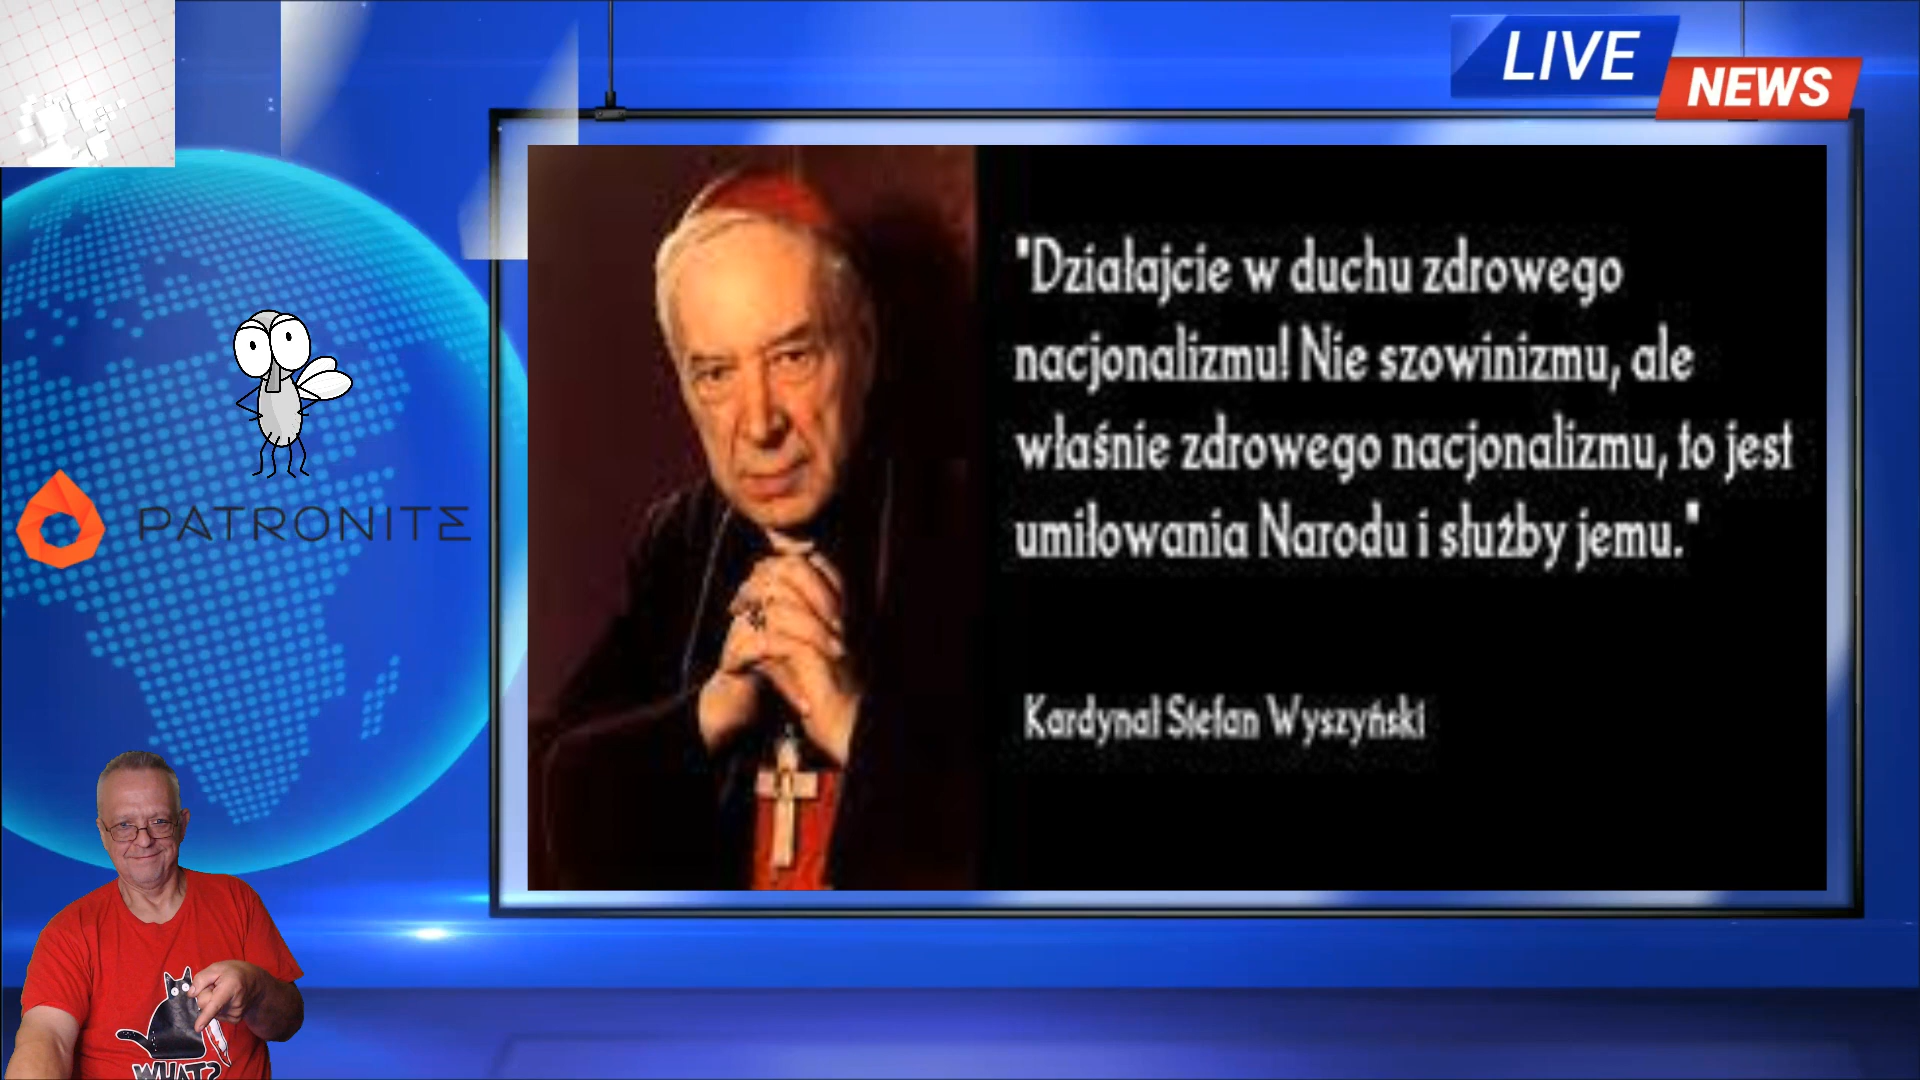 LIVE
NEWS
"Działajcie w duchu zdrowego
nacjonalizmu! Nie szowinizmu, ale
właśnie zdrowego nacjonalizmu, to jest
umiłowania Narodu i służby jemu."
Kardynał Stefan Wyszyński
PATRONITE
WHAT?